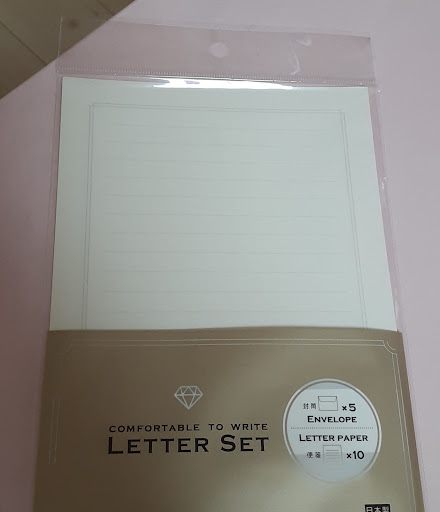 COMFORTABLE TO WRITE
LETTER SET
封筒 ×5
ENVELOPE
LETTER PAPER
便箋 ×10
日本製